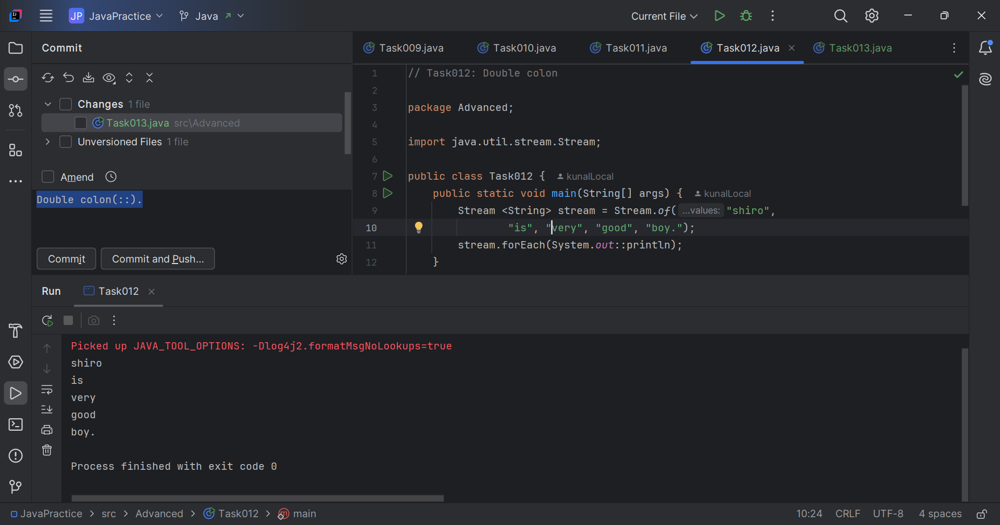 JP JavaPractice Java Current File
Commit
Task009.java Task010.java Task011.java Task012.java Task013.java
Changes 1 file
Task013.java src\Advanced
Unversioned Files 1 file
Amend
Double colon(::).
Commit Commit and Push...
1 // Task012: Double colon
2
3 package Advanced;
4
5 import java.util.stream.Stream;
6
7 public class Task012 { kunalLocal
8 public static void main(String[] args) { kunalLocal
9 Stream <String> stream = Stream.of( ...values: "shiro",
10 "is", "very", "good", "boy.");
11 stream.forEach(System.out::println);
12 }
Run Task012
Picked up JAVA_TOOL_OPTIONS: -Dlog4j2.formatMsgNoLookups=true
shiro
is
very
good
boy.
Process finished with exit code 0
JavaPractice > src > Advanced > Task012 > main 10:24 CRLF UTF-8 4 spaces